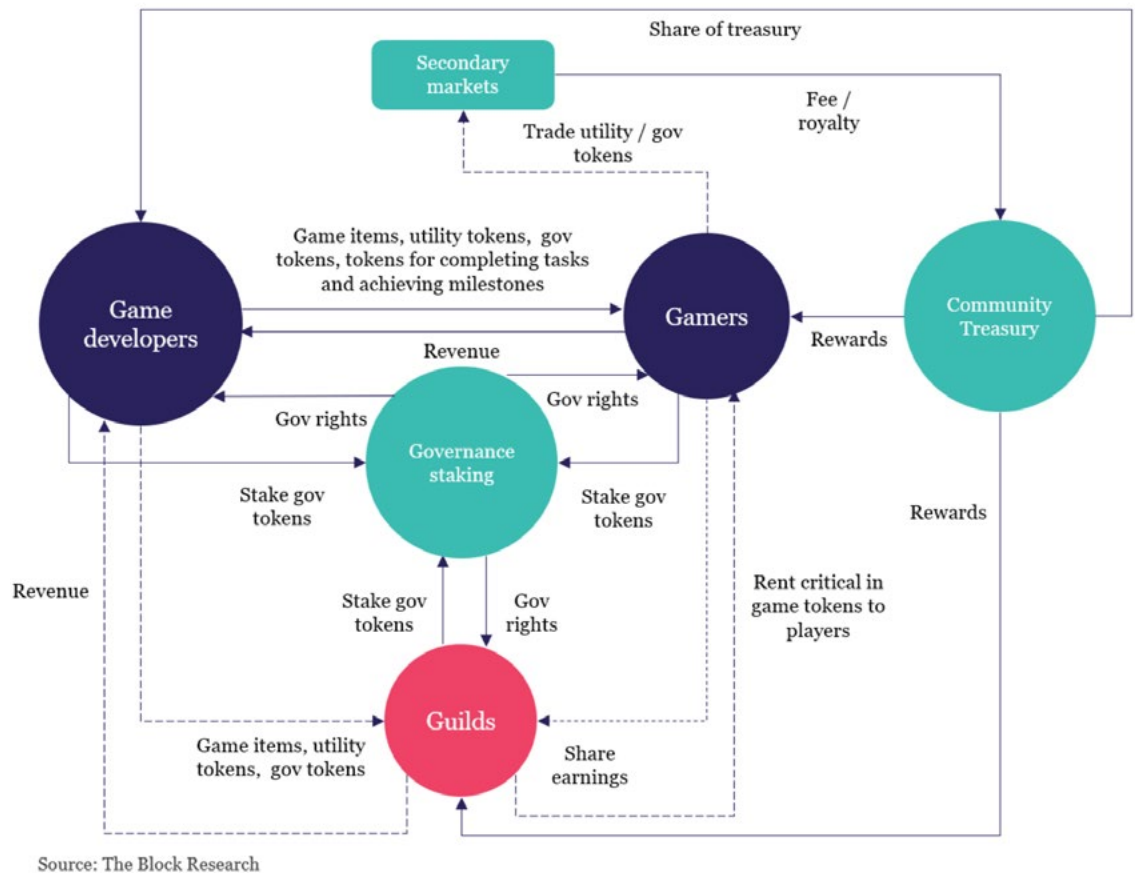 Share of treasury
Secondary
markets
Fee /
royalty
Trade utility / gov
tokens
Game items, utility tokens, gov
tokens, tokens for completing tasks
and achieving milestones
Game
developers
Gamers
Community
Treasury
Rewards
Revenue
Gov rights
Gov rights
Governance
staking
Stake gov
tokens
Stake gov
tokens
Rewards
Revenue
Stake gov
tokens
Gov
rights
Rent critical in
game tokens to
players
Guilds
Game items, utility
tokens, gov tokens
Share
earnings
Source: The Block Research